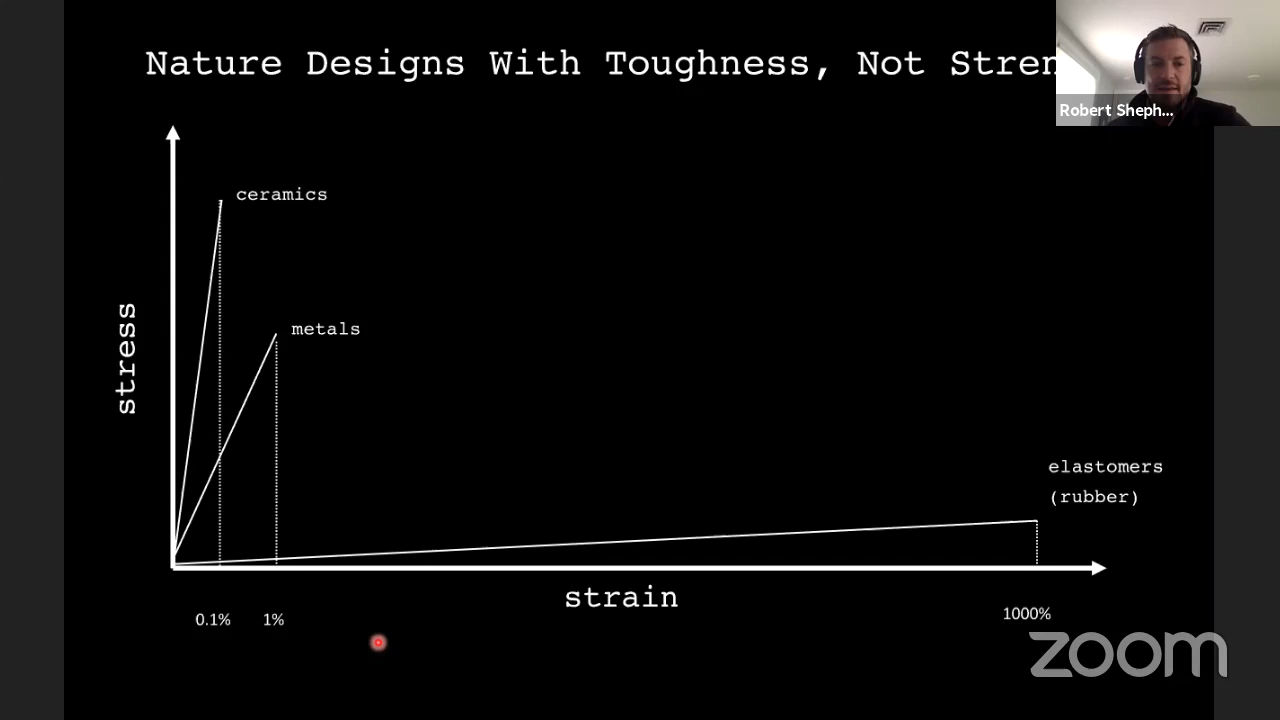 Nature Designs With Toughness, Not Stren
Robert Sheph...
ceramics
metals
stress
elastomers
(rubber)
strain
0.1%
1%
1000%
zoom